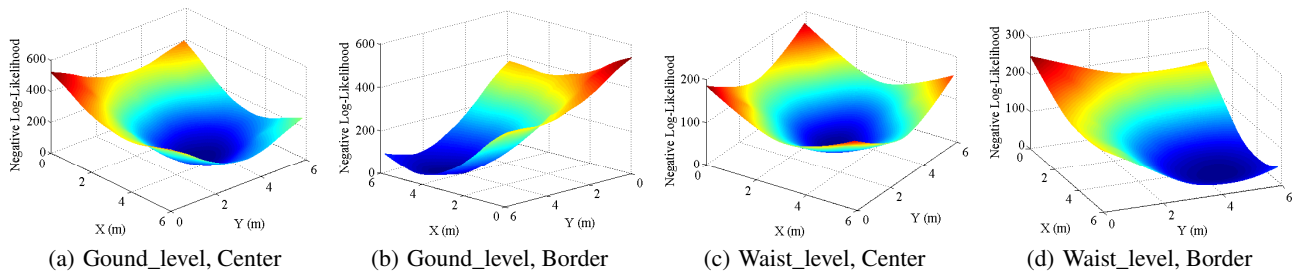 Negative Log-Likelihood
600
400
200
0
0
2
4
6
X (m)
0
2
4
6
Y (m)
(a) Gound_level, Center
Negative Log-Likelihood
600
400
200
0
6
4
2
0
X (m)
6
4
2
0
Y (m)
(b) Gound_level, Border
Negative Log-Likelihood
200
100
0
0
2
4
6
X (m)
0
2
4
6
Y (m)
(c) Waist_level, Center
Negative Log-Likelihood
300
200
100
0
0
2
4
6
X (m)
0
2
4
6
Y (m)
(d) Waist_level, Border